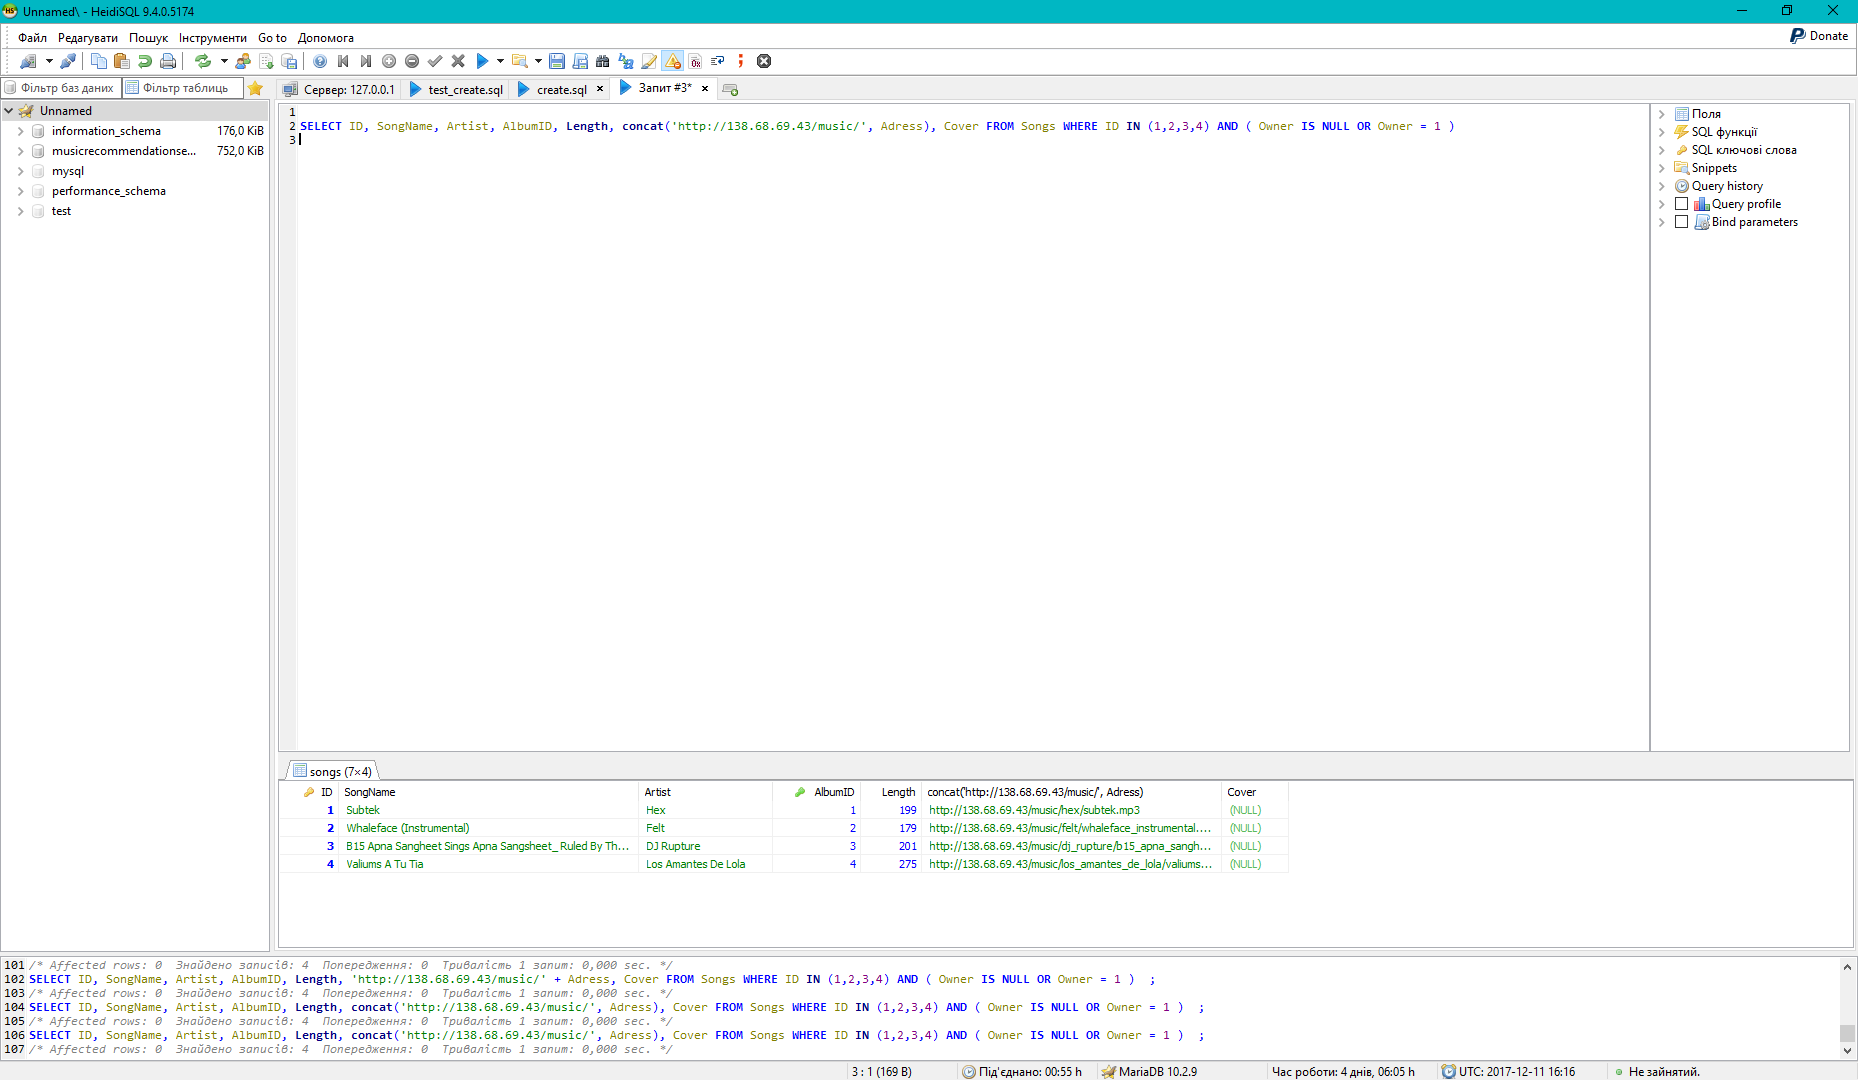 Unnamed\ - HeidiSQL 9.4.0.5174
Файл Редагувати Пошук Інструменти Go to Допомога
Donate
Фільтр баз даних Фільтр таблиць
Сервер: 127.0.0.1 test_create.sql create.sql Запит #3*
Unnamed
information_schema 176,0 KiB
musicrecommendationse... 752,0 KiB
mysql
performance_schema
test
1
2 SELECT ID, SongName, Artist, AlbumID, Length, concat('http://138.68.69.43/music/', Adress), Cover FROM Songs WHERE ID IN (1,2,3,4) AND ( Owner IS NULL OR Owner = 1 )
3
Поля
SQL функції
SQL ключові слова
Snippets
Query history
Query profile
Bind parameters
songs (7×4)
ID SongName Artist AlbumID Length concat('http://138.68.69.43/music/', Adress) Cover
1 Subtek Hex 1 199 http://138.68.69.43/music/hex/subtek.mp3 (NULL)
2 Whaleface (Instrumental) Felt 2 179 http://138.68.69.43/music/felt/whaleface_instrumental.... (NULL)
3 B15 Apna Sangheet Sings Apna Sangsheet_ Ruled By Th... DJ Rupture 3 201 http://138.68.69.43/music/dj_rupture/b15_apna_sangh... (NULL)
4 Valiums A Tu Tia Los Amantes De Lola 4 275 http://138.68.69.43/music/los_amantes_de_lola/valiums... (NULL)
101 /* Affected rows: 0 Знайдено записів: 4 Попередження: 0 Тривалість 1 запит: 0,000 sec. */
102 SELECT ID, SongName, Artist, AlbumID, Length, 'http://138.68.69.43/music/' + Adress, Cover FROM Songs WHERE ID IN (1,2,3,4) AND ( Owner IS NULL OR Owner = 1 ) ;
103 /* Affected rows: 0 Знайдено записів: 4 Попередження: 0 Тривалість 1 запит: 0,000 sec. */
104 SELECT ID, SongName, Artist, AlbumID, Length, concat('http://138.68.69.43/music/', Adress), Cover FROM Songs WHERE ID IN (1,2,3,4) AND ( Owner IS NULL OR Owner = 1 ) ;
105 /* Affected rows: 0 Знайдено записів: 4 Попередження: 0 Тривалість 1 запит: 0,000 sec. */
106 SELECT ID, SongName, Artist, AlbumID, Length, concat('http://138.68.69.43/music/', Adress), Cover FROM Songs WHERE ID IN (1,2,3,4) AND ( Owner IS NULL OR Owner = 1 ) ;
107 /* Affected rows: 0 Знайдено записів: 4 Попередження: 0 Тривалість 1 запит: 0,000 sec. */
3 : 1 (169 B) Під'єднано: 00:55 h MariaDB 10.2.9 Час роботи: 4 днів, 06:05 h UTC: 2017-12-11 16:16 Не зайнятий.